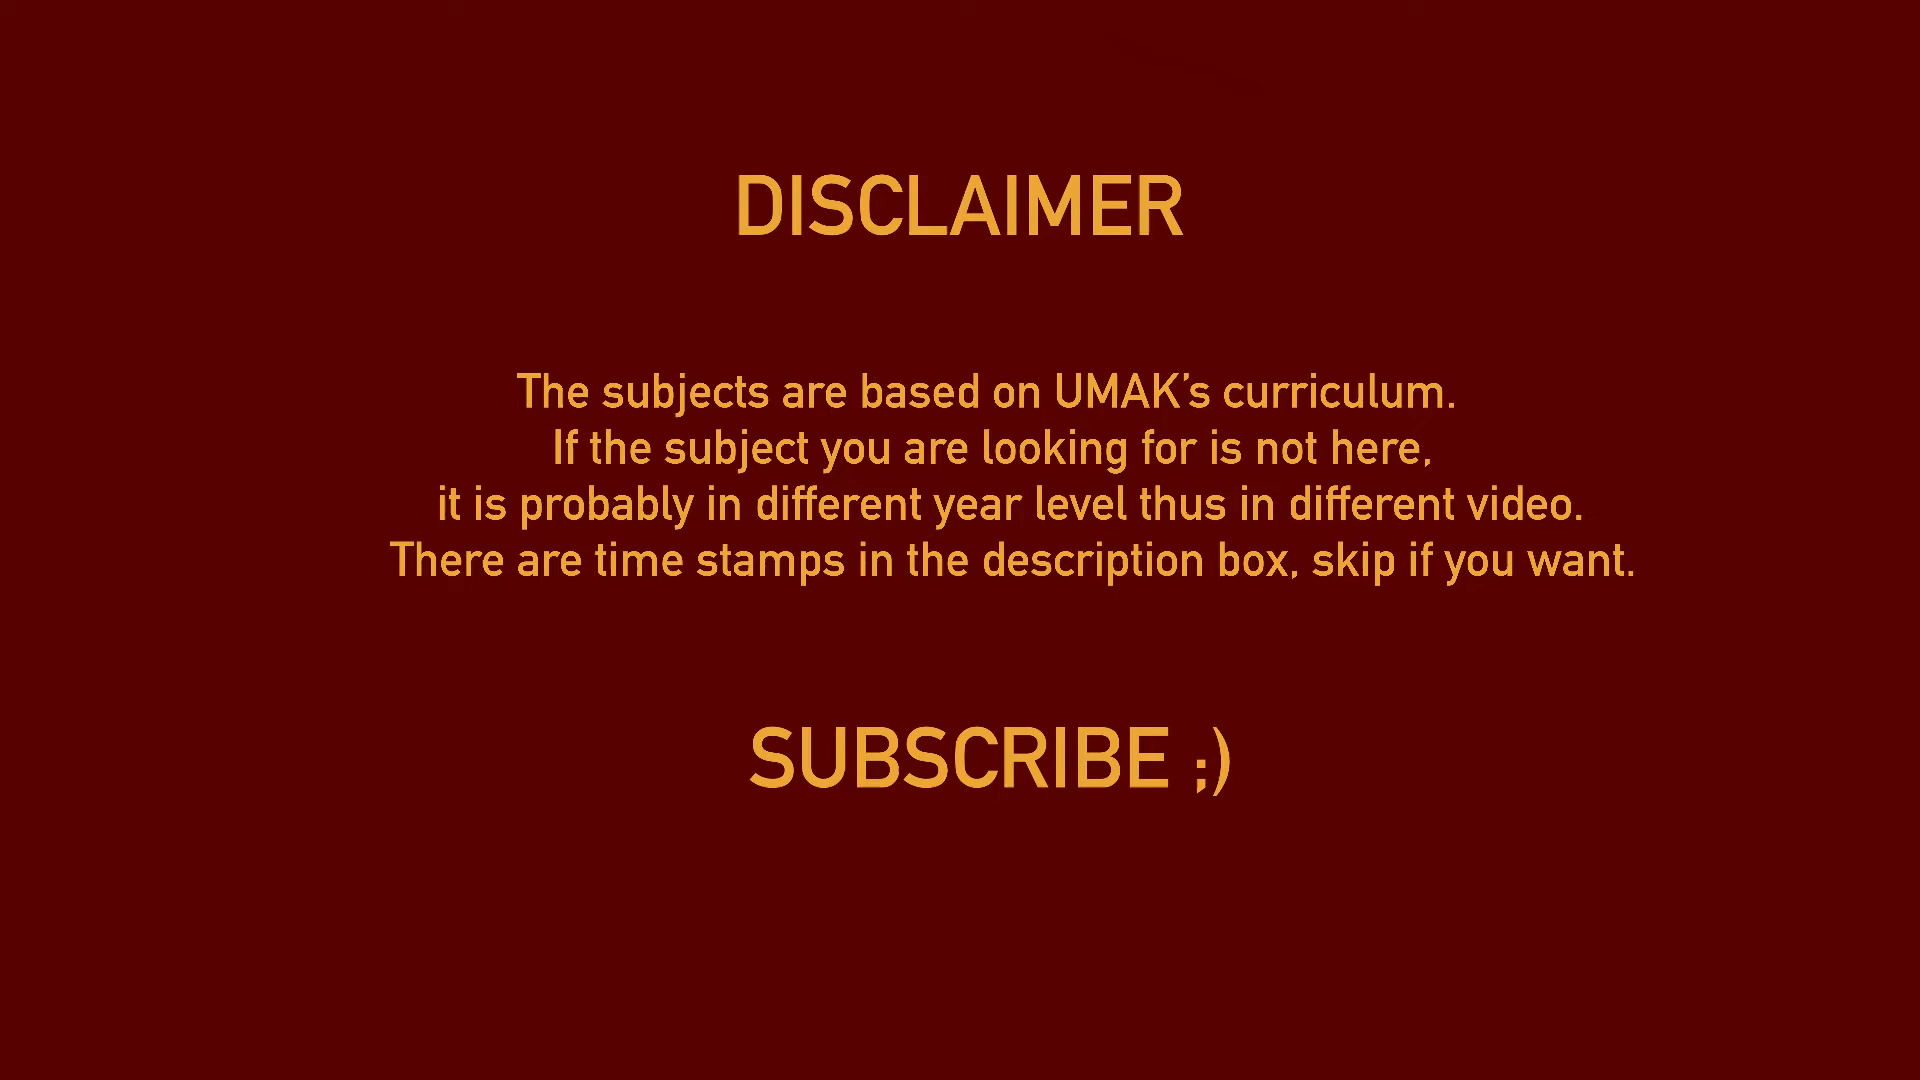 DISCLAIMER
The subjects are based on UMAK’s curriculum.
If the subject you are looking for is not here,
it is probably in different year level thus in different video.
There are time stamps in the description box, skip if you want.
SUBSCRIBE ;)